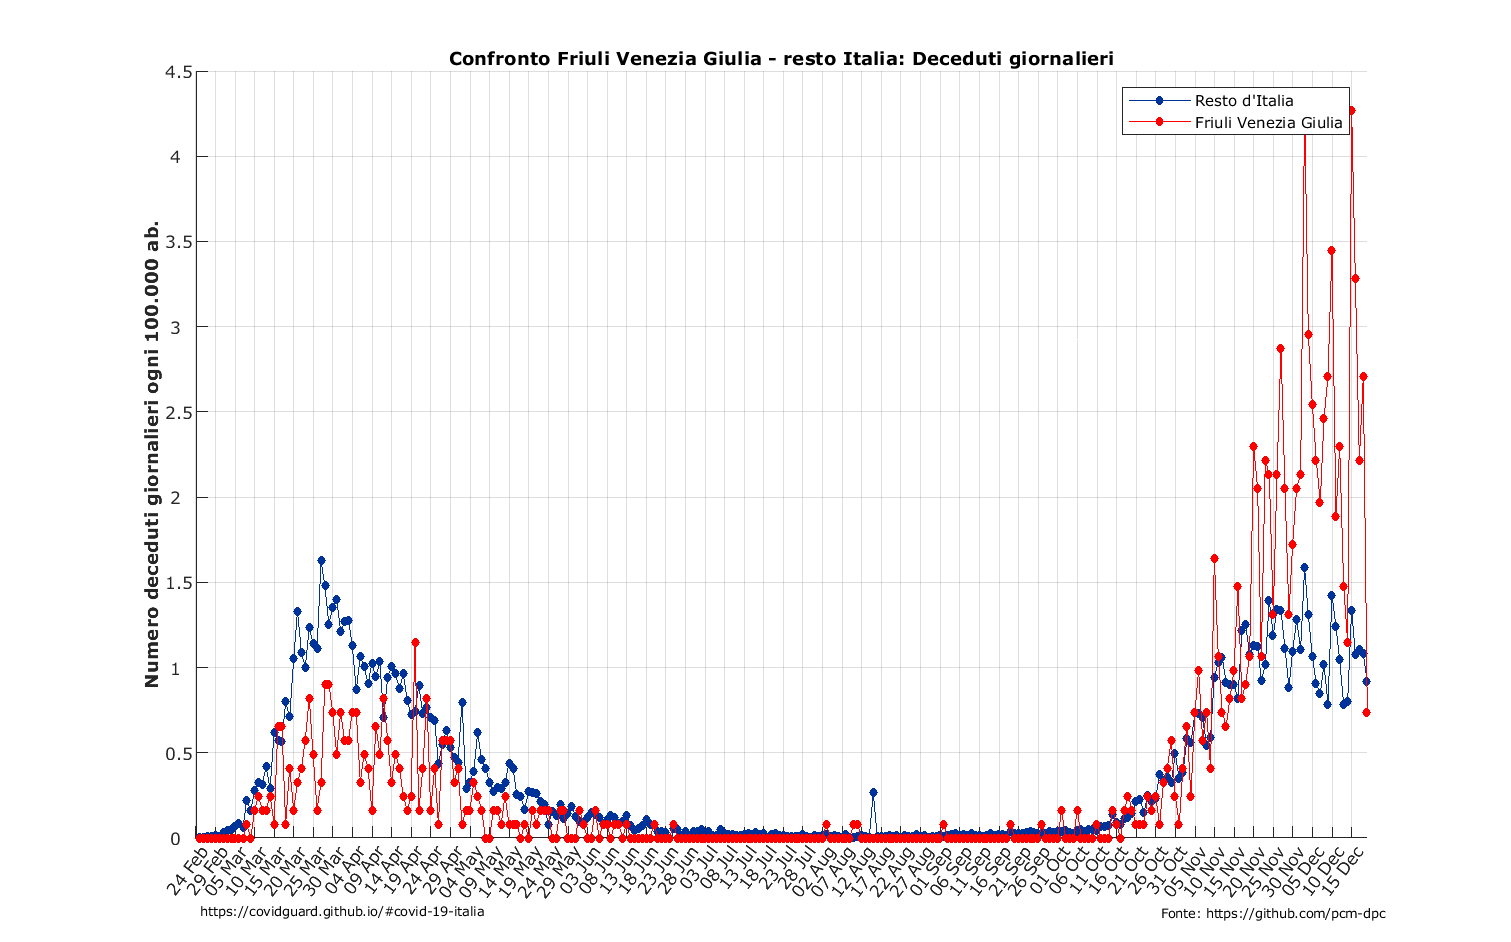 Confronto Friuli Venezia Giulia - resto Italia: Deceduti giornalieri
Resto d'Italia
Friuli Venezia Giulia
Numero deceduti giornalieri ogni 100.000 ab.
4.5
4
3.5
3
2.5
2
1.5
1
0.5
0
24 Feb
29 Feb
05 Mar
10 Mar
15 Mar
20 Mar
25 Mar
30 Mar
04 Apr
09 Apr
14 Apr
19 Apr
24 Apr
29 Apr
04 May
09 May
14 May
19 May
24 May
29 May
03 Jun
08 Jun
13 Jun
18 Jun
23 Jun
28 Jun
03 Jul
08 Jul
13 Jul
18 Jul
23 Jul
28 Jul
02 Aug
07 Aug
12 Aug
17 Aug
22 Aug
27 Aug
01 Sep
06 Sep
11 Sep
16 Sep
21 Sep
26 Sep
01 Oct
06 Oct
11 Oct
16 Oct
21 Oct
26 Oct
31 Oct
05 Nov
10 Nov
15 Nov
20 Nov
25 Nov
30 Nov
05 Dec
10 Dec
15 Dec
https://covidguard.github.io/#covid-19-italia
Fonte: https://github.com/pcm-dpc